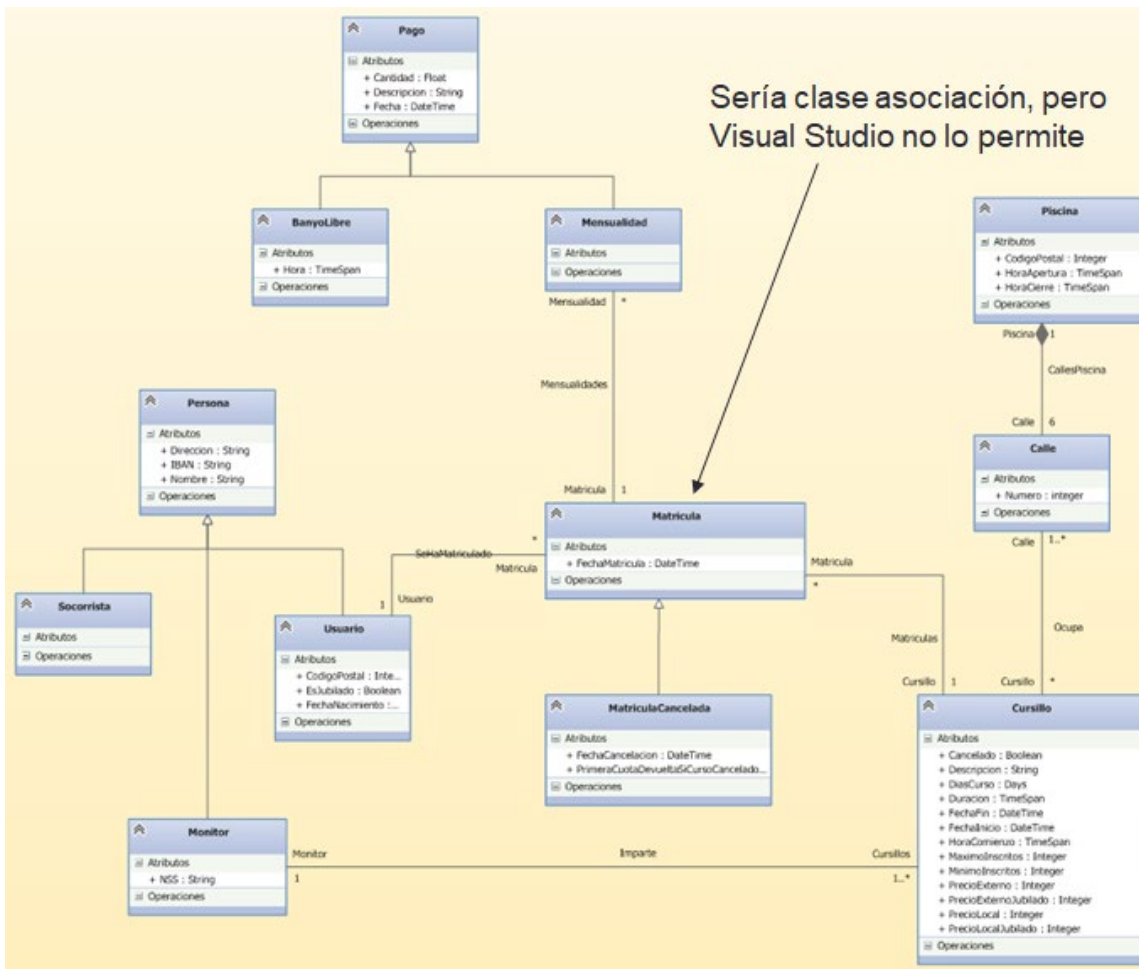 Pago
Atributos
+ Cantidad : Float
+ Descripcion : String
+ Fecha : DateTime
Operaciones
Sería clase asociación, pero
Visual Studio no lo permite
BanyoLibre
Atributos
+ Hora : TimeSpan
Operaciones
Mensualidad
Atributos
Operaciones
Mensualidad
*
Mensualidades
Matricula
1
Piscina
Atributos
+ CodigoPostal : Integer
+ HoraApertura : TimeSpan
+ HoraCierre : TimeSpan
Operaciones
Piscina
1
CallesPiscina
Calle
6
Calle
Atributos
+ Numero : integer
Operaciones
Calle
1..*
Ocupa
Cursillo
*
Persona
Atributos
+ Direccion : String
+ IBAN : String
+ Nombre : String
Operaciones
Matricula
Atributos
+ FechaMatricula : DateTime
Operaciones
*
SeHaMatriculado
Matricula
1
Usuario
Matricula
*
Matriculas
Cursillo
1
Socorrista
Atributos
Operaciones
Usuario
Atributos
+ CodigoPostal : Inte...
+ EsJubilado : Boolean
+ FechaNacimiento :...
Operaciones
MatriculaCancelada
Atributos
+ FechaCancelacion : DateTime
+ PrimeraCuotaDevueltaSiCursoCancelado...
Operaciones
Cursillo
Atributos
+ Cancelado : Boolean
+ Descripcion : String
+ DiasCurso : Days
+ Duracion : TimeSpan
+ FechaFin : DateTime
+ FechaInicio : DateTime
+ HoraComienzo : TimeSpan
+ MaximoInscritos : Integer
+ MinimoInscritos : Integer
+ PrecioExterno : Integer
+ PrecioExternoJubilado : Integer
+ PrecioLocal : Integer
+ PrecioLocalJubilado : Integer
Operaciones
Monitor
Atributos
+ NSS : String
Operaciones
Monitor
1
Imparte
Cursillos
1..*